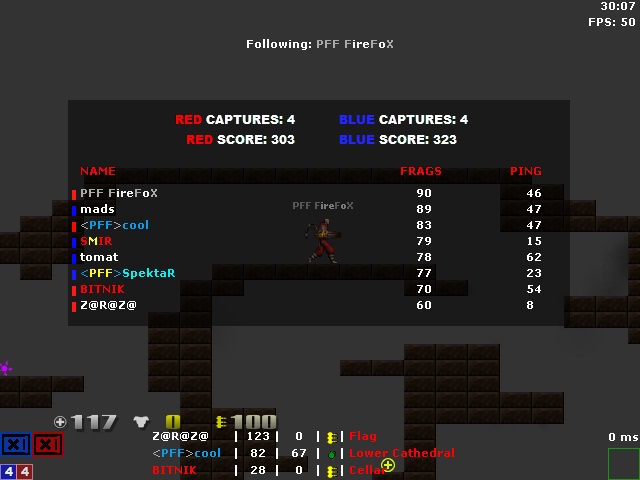 30:07
FPS: 50
Following: PFF FireFoX
RED CAPTURES: 4 BLUE CAPTURES: 4
RED SCORE: 303 BLUE SCORE: 323
NAME FRAGS PING
PFF FireFoX 90 46
mads 89 47
<PFF>cool 83 47
SMIR 79 15
tomat 78 62
<PFF>SpektaR 77 23
BITNIK 70 54
Z@R@Z@ 60 8
PFF FireFoX
117 0 100
Z@R@Z@ | 123 | 0 | | Flag
<PFF>cool | 82 | 67 | | Lower Cathedral
BITNIK | 28 | 0 | | Cellar
0 ms
4 4